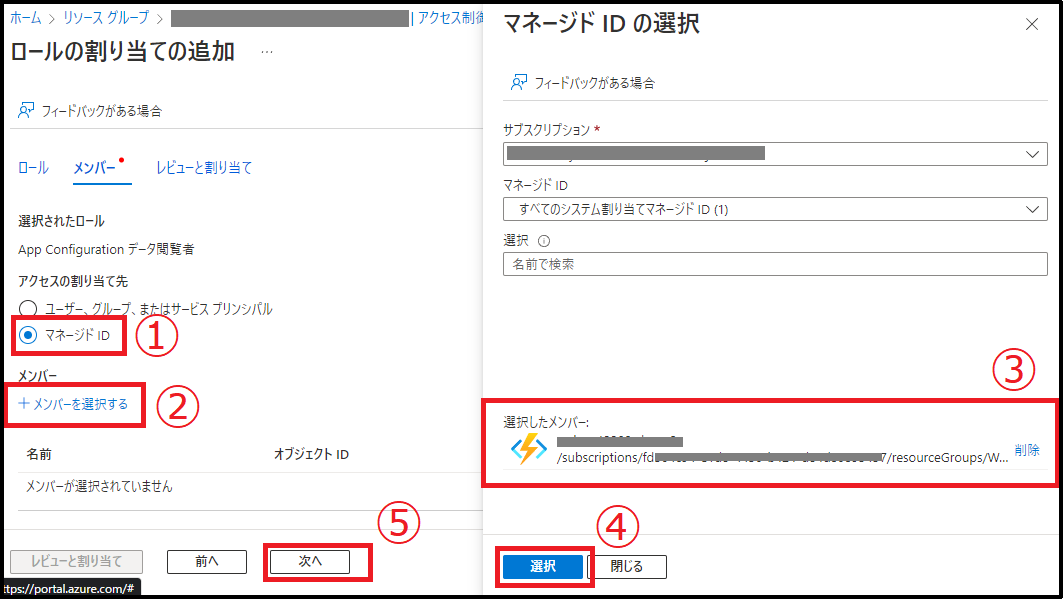 ホーム > リソース グループ >
| アクセス制御
ロールの割り当ての追加 …
フィードバックがある場合
ロール メンバー レビューと割り当て
選択されたロール
App Configuration データ閲覧者
アクセスの割り当て先
ユーザー、グループ、またはサービス プリンシパル
マネージド ID
①
メンバー
+ メンバーを選択する
②
名前 オブジェクト ID
メンバーが選択されていません
⑤
レビューと割り当て 前へ 次へ
ttps://portal.azure.com/#
マネージド ID の選択
フィードバックがある場合
サブスクリプション *
マネージド ID
すべてのシステム割り当てマネージド ID (1)
選択
名前で検索
③
選択したメンバー:
/subscriptions/ /resourceGroups/W...
削除
④
選択 閉じる